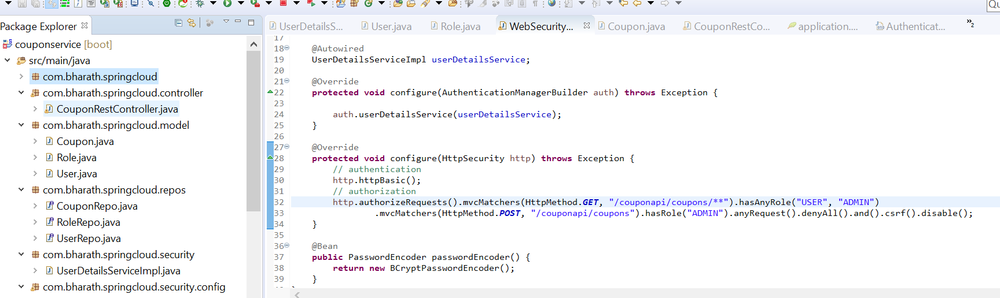 Qu
Package Explorer
UserDetailsS...
User.java
Role.java
WebSecurity...
Coupon.java
CouponRestCo...
application....
Authenticat...
»2
couponservice [boot]
src/main/java
com.bharath.springcloud
com.bharath.springcloud.controller
CouponRestController.java
com.bharath.springcloud.model
Coupon.java
Role.java
User.java
com.bharath.springcloud.repos
CouponRepo.java
RoleRepo.java
UserRepo.java
com.bharath.springcloud.security
UserDetailsServiceImpl.java
com.bharath.springcloud.security.config
17
18 @Autowired
19 UserDetailsServiceImpl userDetailsService;
20
21 @Override
22 protected void configure(AuthenticationManagerBuilder auth) throws Exception {
23
24 auth.userDetailsService(userDetailsService);
25 }
26
27 @Override
28 protected void configure(HttpSecurity http) throws Exception {
29 // authentication
30 http.httpBasic();
31 // authorization
32 http.authorizeRequests().mvcMatchers(HttpMethod.GET, "/couponapi/coupons/**").hasAnyRole("USER", "ADMIN")
33 .mvcMatchers(HttpMethod.POST, "/couponapi/coupons").hasRole("ADMIN").anyRequest().denyAll().and().csrf().disable();
34 }
35
36 @Bean
37 public PasswordEncoder passwordEncoder() {
38 return new BCryptPasswordEncoder();
39 }